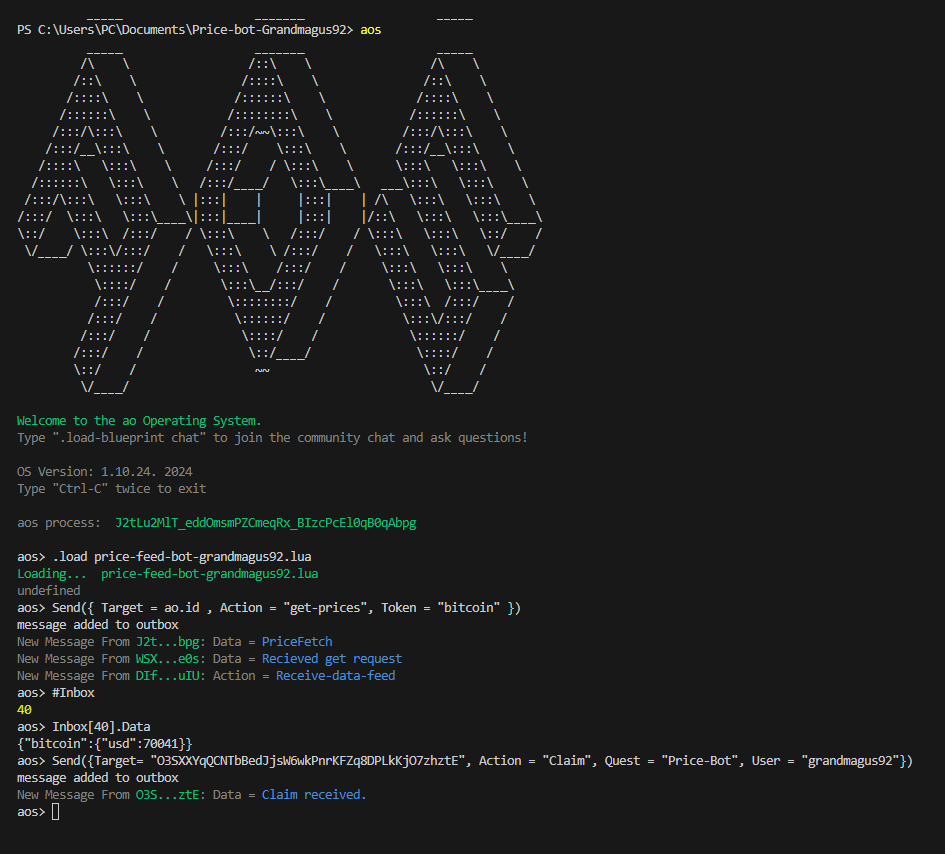 PS C:\Users\PC\Documents\Price-bot-Grandmagus92> aos
Welcome to the ao Operating System.
Type ".load-blueprint chat" to join the community chat and ask questions!
OS Version: 1.10.24. 2024
Type "Ctrl-C" twice to exit
aos process:  J2tLu2MlT_eddOmsmPZCmeqRx_BIzcPcEl0qB0qAbpg
aos> .load price-feed-bot-grandmagus92.lua
Loading...  price-feed-bot-grandmagus92.lua
undefined
aos> Send({ Target = ao.id , Action = "get-prices", Token = "bitcoin" })
message added to outbox
New Message From J2t...bpg: Data = PriceFetch
New Message From WSX...e0s: Data = Recieved get request
New Message From DIf...uIU: Action = Receive-data-feed
aos> #Inbox
40
aos> Inbox[40].Data
{"bitcoin":{"usd":70041}}
aos> Send({Target= "O3SXXYqQCNTbBedJjsW6wkPnrKFZq8DPLkKjO7zhztE", Action = "Claim", Quest = "Price-Bot", User = "grandmagus92"})
message added to outbox
New Message From O3S...ztE: Data = Claim received.
aos>